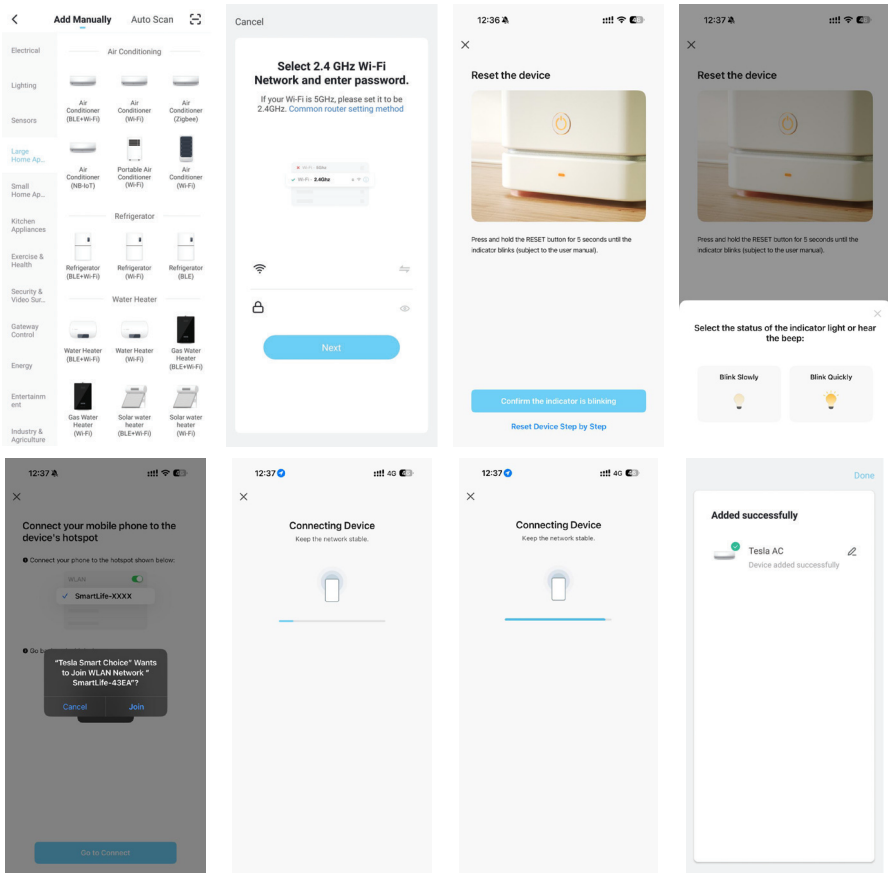 Add Manually Auto Scan
Electrical
Lighting
Sensors
Large
Home Ap...
Small
Home Ap...
Kitchen
Appliances
Exercise &
Health
Security &
Video Sur...
Gateway
Control
Energy
Entertainm
ent
Industry &
Agriculture
Air Conditioning
Air
Conditioner
(BLE+Wi-Fi)
Air
Conditioner
(Wi-Fi)
Air
Conditioner
(Zigbee)
Air
Conditioner
(NB-IoT)
Portable Air
Conditioner
(Wi-Fi)
Air
Conditioner
(Wi-Fi)
Refrigerator
Refrigerator
(BLE+Wi-Fi)
Refrigerator
(Wi-Fi)
Refrigerator
(BLE)
Water Heater
Water Heater
(BLE+Wi-Fi)
Water Heater
(Wi-Fi)
Gas Water
Heater
(BLE+Wi-Fi)
Gas Water
Heater
(Wi-Fi)
Solar water
heater
(BLE+Wi-Fi)
Solar water
heater
(Wi-Fi)
Cancel
Select 2.4 GHz Wi-Fi
Network and enter password.
If your Wi-Fi is 5GHz, please set it to be
2.4GHz. Common router setting method
Wi-Fi - 5Ghz
Wi-Fi - 2.4Ghz
Next
12:36
Reset the device
Press and hold the RESET button for 5 seconds until the
indicator blinks (subject to the user manual).
Confirm the indicator is blinking
Reset Device Step by Step
12:37
Reset the device
Press and hold the RESET button for 5 seconds until the
indicator blinks (subject to the user manual).
Select the status of the indicator light or hear
the beep:
Blink Slowly
Blink Quickly
12:37
Connect your mobile phone to the
device's hotspot
Connect your phone to the hotspot shown below:
WLAN
SmartLife-XXXX
Go
"Tesla Smart Choice" Wants
to Join WLAN Network "
SmartLife-43EA"?
Cancel Join
Go to Connect
12:37 4G
Connecting Device
Keep the network stable.
12:37 4G
Connecting Device
Keep the network stable.
Done
Added successfully
Tesla AC
Device added successfully